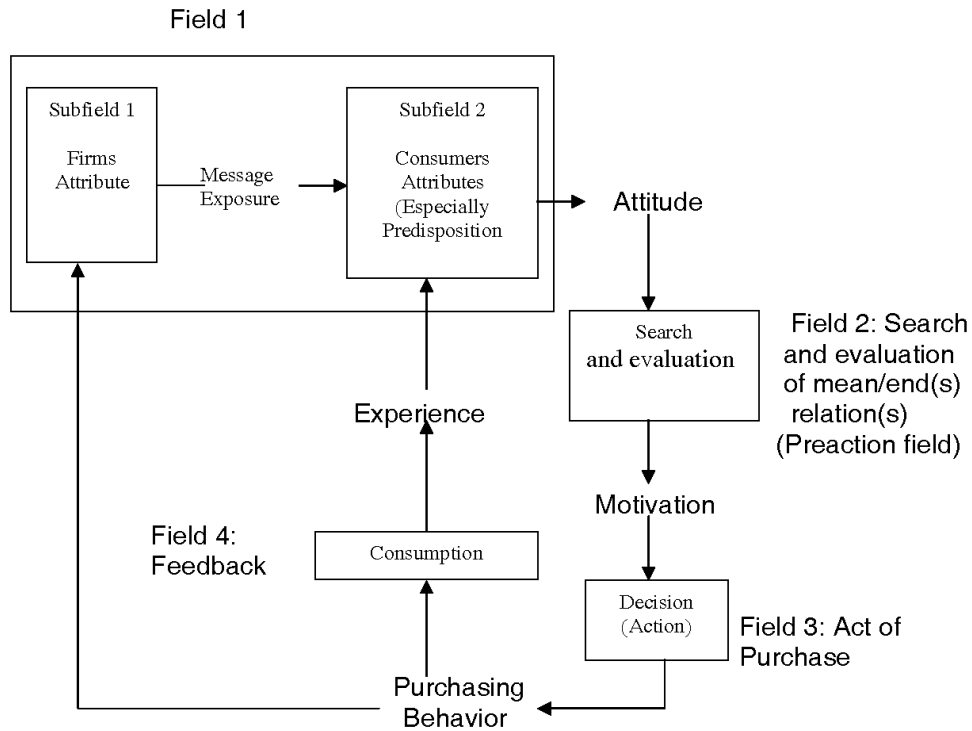 Field 1
Subfield 1
Firms
Attribute
Message
Exposure
Subfield 2
Consumers
Attributes
(Especially
Predisposition
Attitude
Search
and evaluation
Field 2: Search
and evaluation
of mean/end(s)
relation(s)
(Preaction field)
Experience
Motivation
Field 4:
Feedback
Consumption
Decision
(Action)
Field 3: Act of
Purchase
Purchasing
Behavior